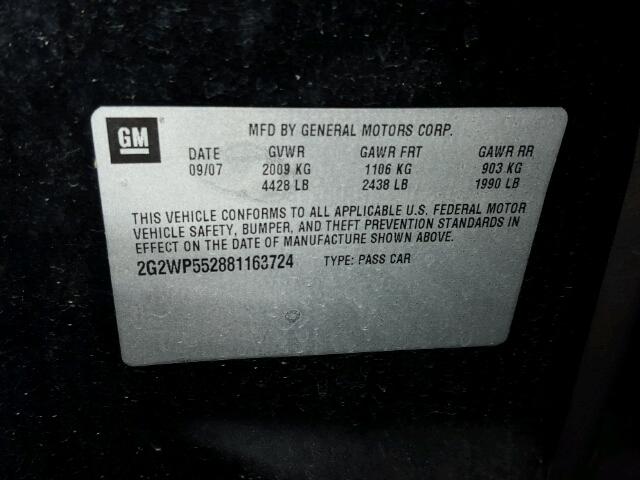 GM
MFD BY GENERAL MOTORS CORP.
DATE GVWR GAWR FRT GAWR RR
09/07 2009 KG 1106 KG 903 KG
4428 LB 2438 LB 1990 LB
THIS VEHICLE CONFORMS TO ALL APPLICABLE U.S. FEDERAL MOTOR
VEHICLE SAFETY, BUMPER, AND THEFT PREVENTION STANDARDS IN
EFFECT ON THE DATE OF MANUFACTURE SHOWN ABOVE.
2G2WP552881163724 TYPE: PASS CAR